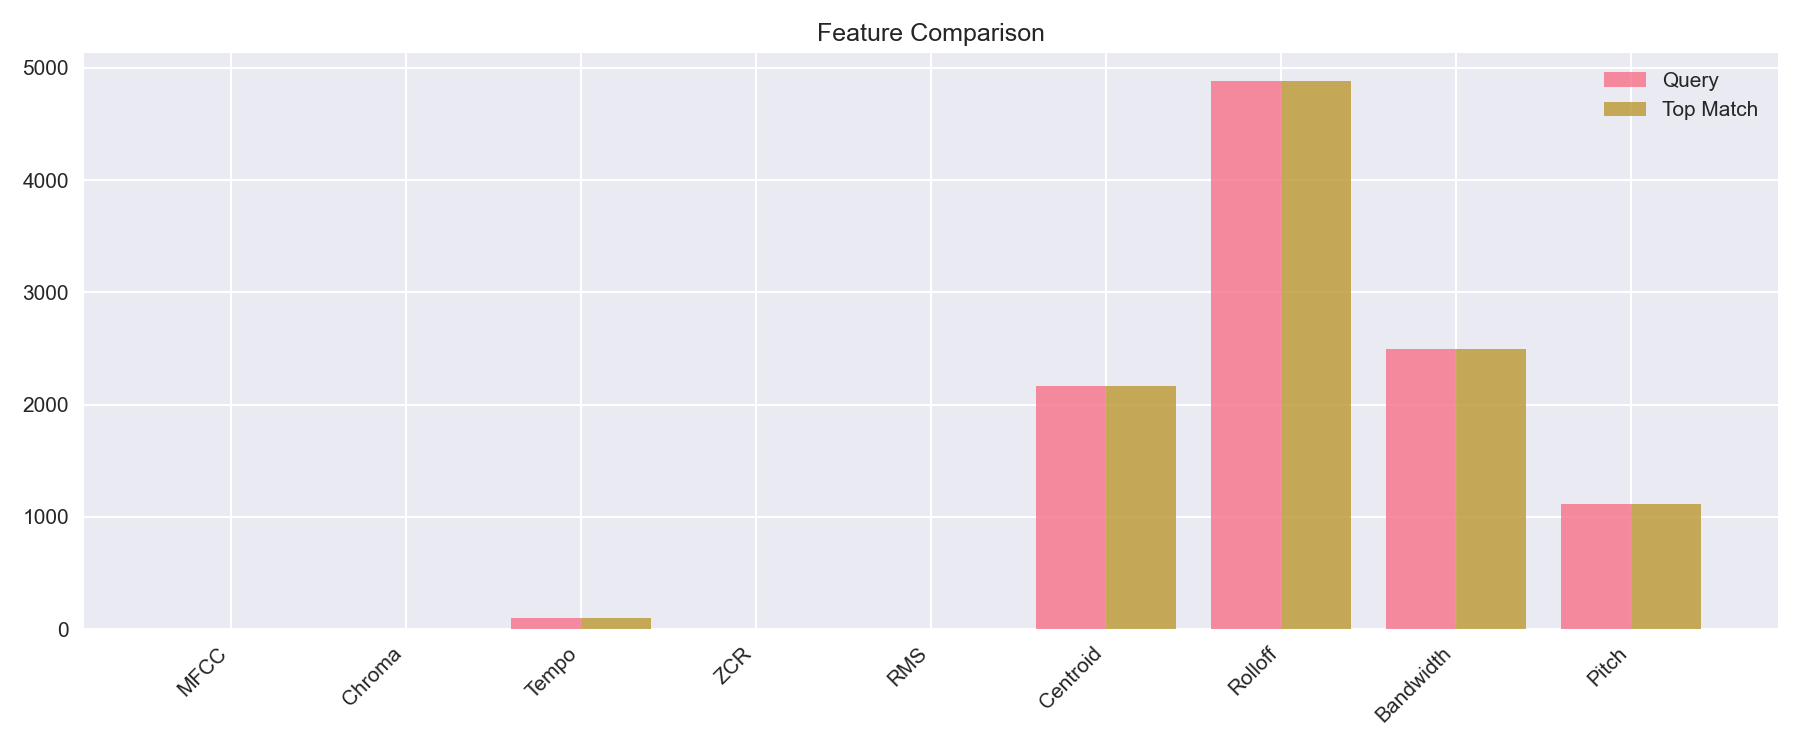 Feature Comparison
5000
4000
3000
2000
1000
0
Query
Top Match
MFCC
Chroma
Tempo
ZCR
RMS
Centroid
Rolloff
Bandwidth
Pitch